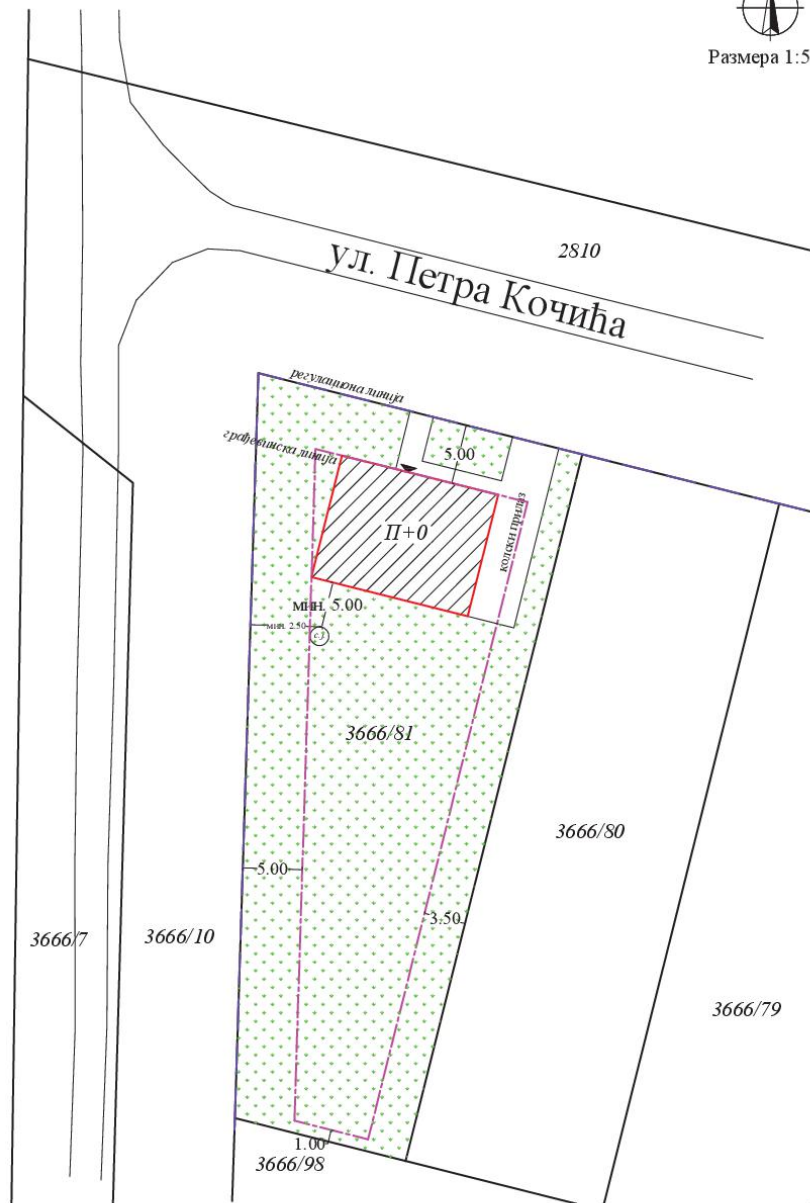 Размера 1:5
2810
ул. Петра Кочића
регулациона линија
грађевинска линија
5.00
П+0
колски прилаз
мин. 5.00
мин. 2.50
с.ј.
3666/81
3666/80
5.00
3.50
3666/7
3666/10
3666/79
1.00
3666/98